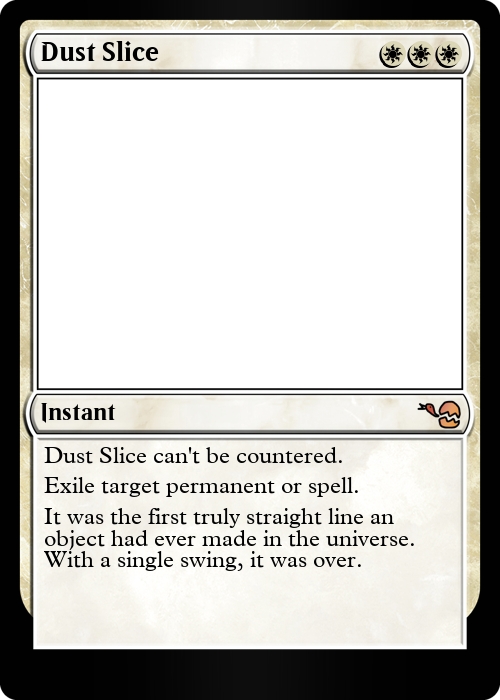 Dust Slice
Instant
Dust Slice can't be countered.
Exile target permanent or spell.
It was the first truly straight line an
object had ever made in the universe.
With a single swing, it was over.